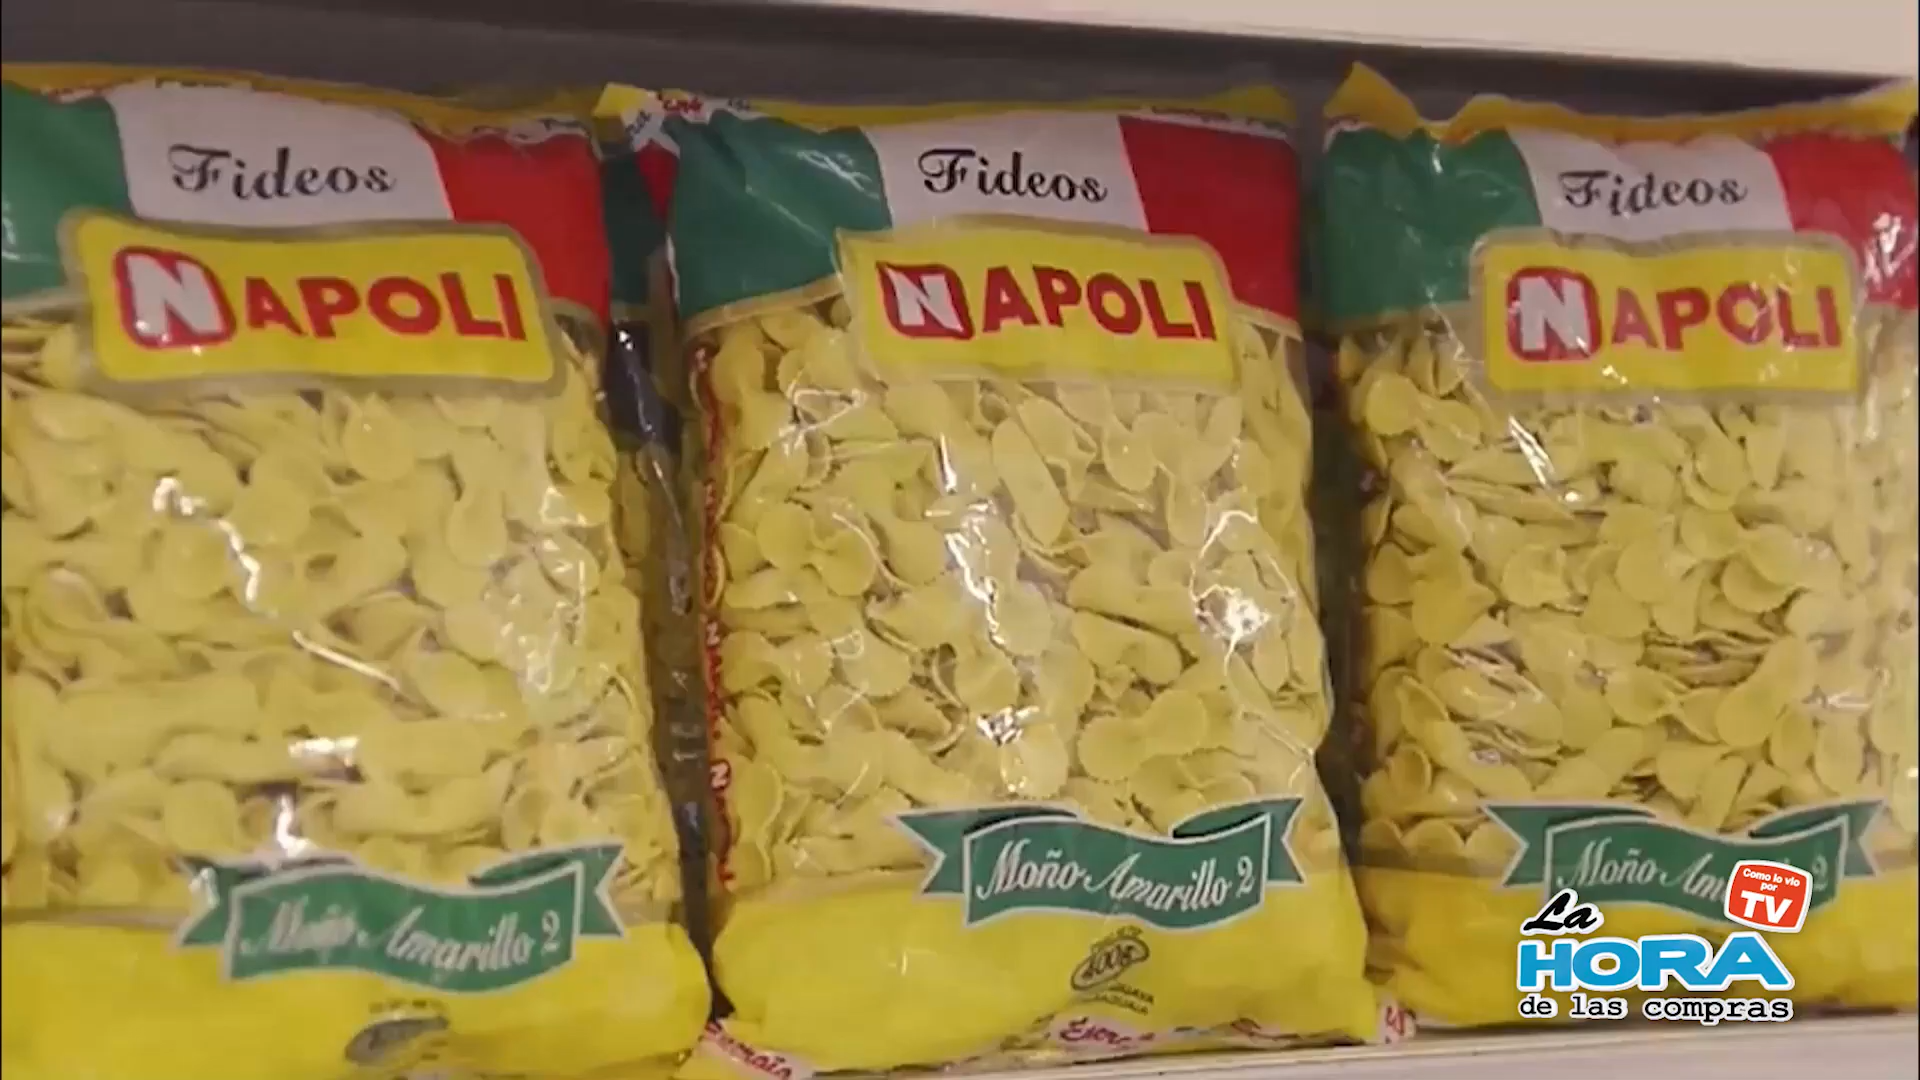 Fideos
NAPOLI
Moño Amarillo 2
Fideos
NAPOLI
Moño Amarillo 2
400g
Fideos
NAPOLI
Moño Am
2
Como lo vio
por
TV
La
HORA
de las compras